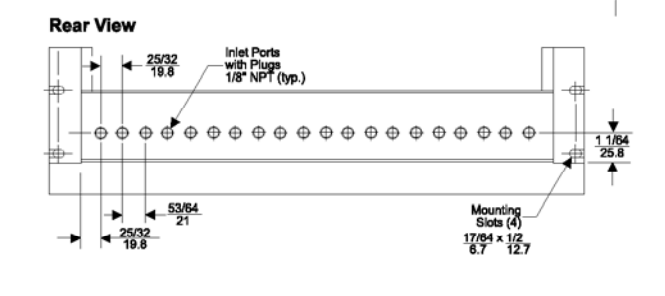 Rear View
25/32
19.8
Inlet Ports
with Plugs
1/8" NPT (typ.)
1 1/64
25.8
53/64
21
25/32
19.8
Mounting
Slots (4)
17/64 x 1/2
6.7 12.7